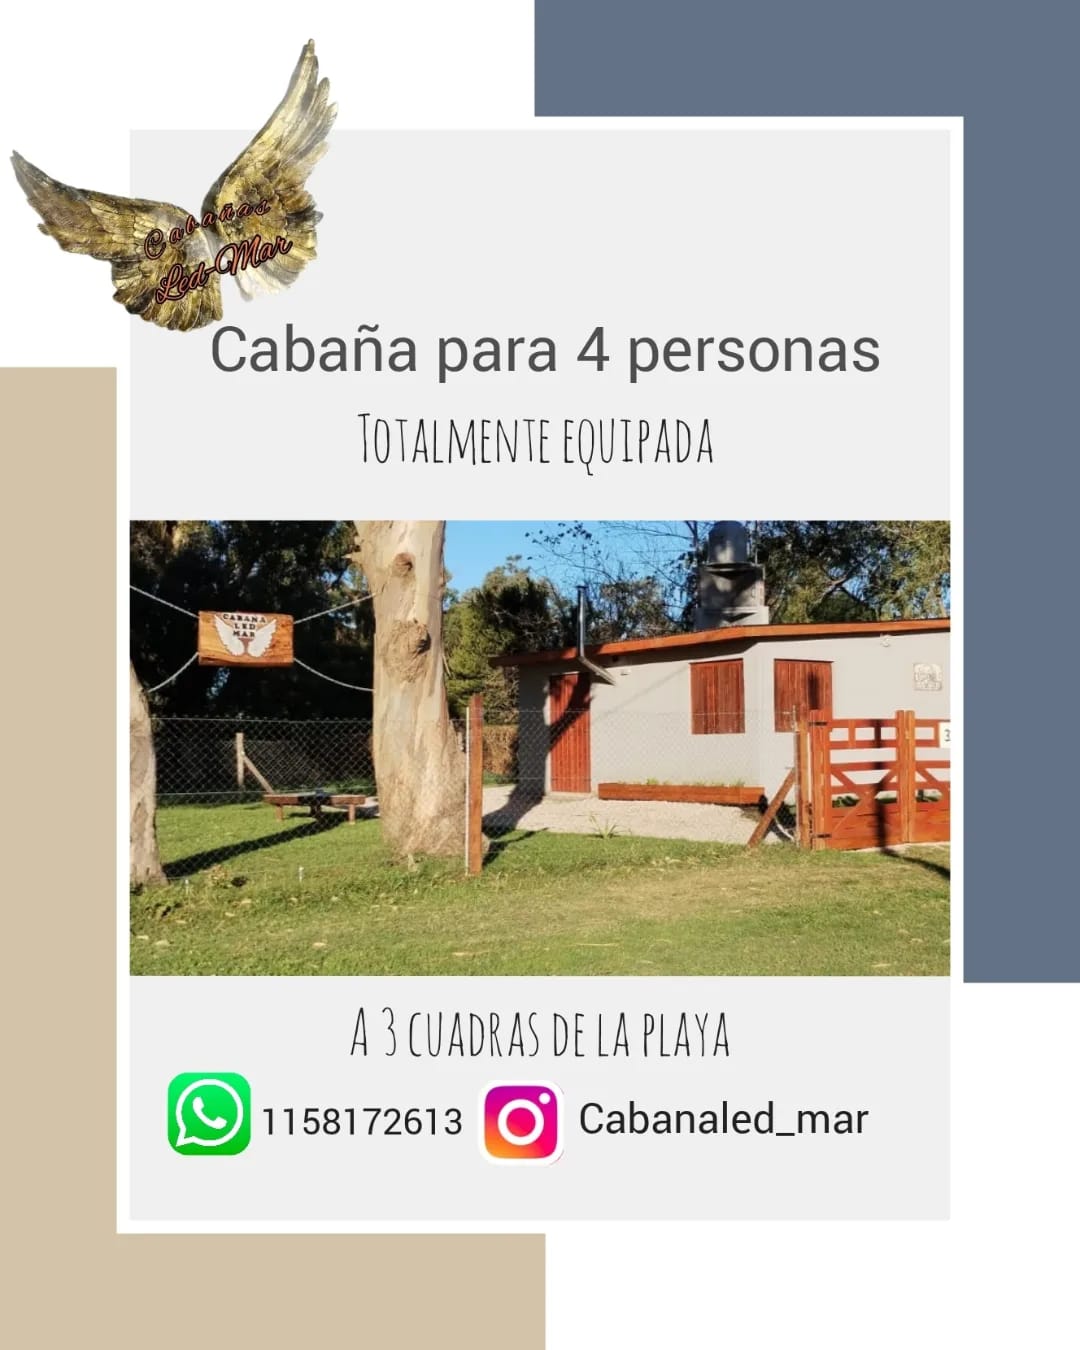 Cabañas
Led-Mar
Cabaña para 4 personas
TOTALMENTE EQUIPADA
CABAÑA
LED
MAR
3
A 3 CUADRAS DE LA PLAYA
1158172613
Cabanaled_mar